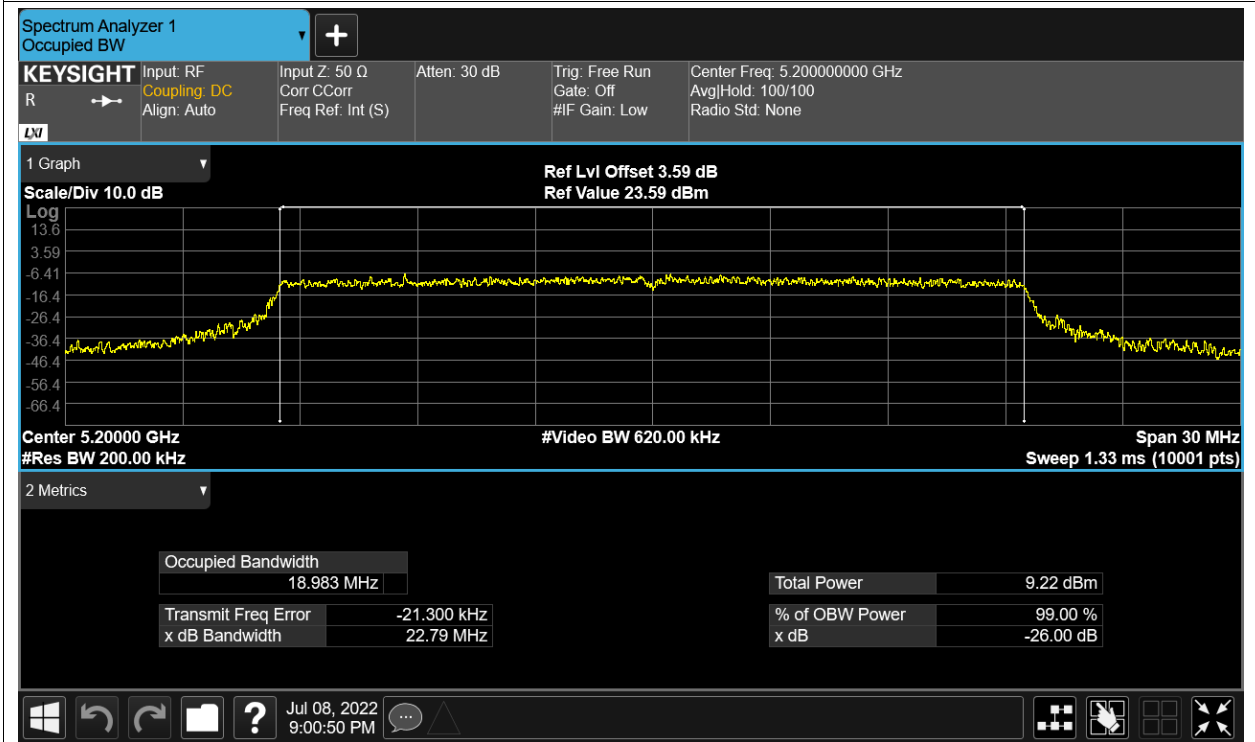 Spectrum Analyzer 1
Occupied BW
KEYSIGHT
R
LXI
Input: RF
Coupling: DC
Align: Auto
Input Z: 50 Ω
Corr CCorr
Freq Ref: Int (S)
Atten: 30 dB
Trig: Free Run
Gate: Off
#IF Gain: Low
Center Freq: 5.200000000 GHz
Avg|Hold: 100/100
Radio Std: None
1 Graph
Scale/Div 10.0 dB
Ref Lvl Offset 3.59 dB
Ref Value 23.59 dBm
Log
13.6
3.59
-6.41
-16.4
-26.4
-36.4
-46.4
-56.4
-66.4
Center 5.20000 GHz
#Res BW 200.00 kHz
#Video BW 620.00 kHz
Span 30 MHz
Sweep 1.33 ms (10001 pts)
2 Metrics
Occupied Bandwidth
18.983 MHz
Transmit Freq Error -21.300 kHz
x dB Bandwidth 22.79 MHz
Total Power 9.22 dBm
% of OBW Power 99.00 %
x dB -26.00 dB
?
Jul 08, 2022
9:00:50 PM